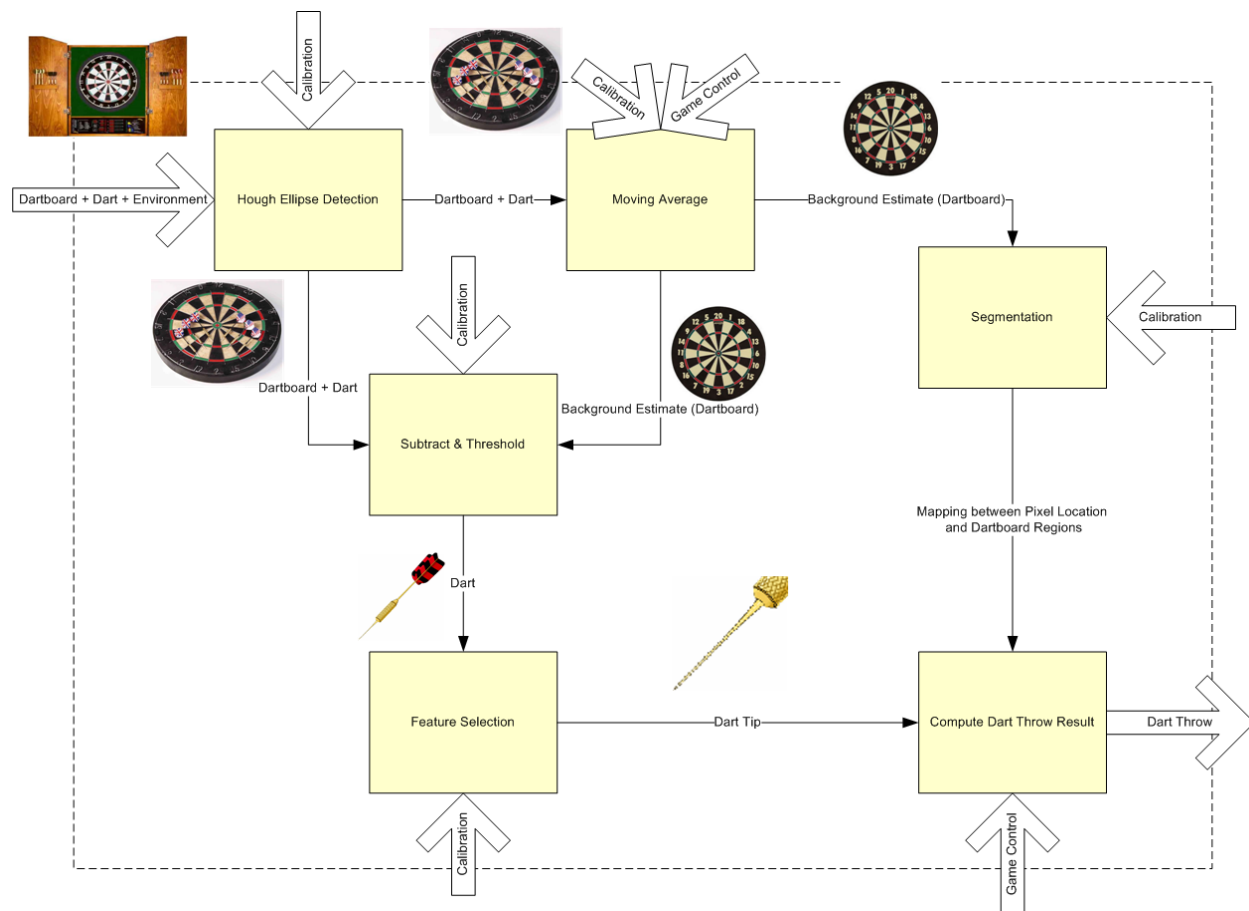 Calibration
Calibration
Game Control
Dartboard + Dart + Environment
Hough Ellipse Detection
Dartboard + Dart
Moving Average
Background Estimate (Dartboard)
Calibration
Segmentation
Calibration
Dartboard + Dart
Background Estimate (Dartboard)
Subtract & Threshold
Mapping between Pixel Location
and Dartboard Regions
Dart
Feature Selection
Dart Tip
Compute Dart Throw Result
Dart Throw
Calibration
Game Control